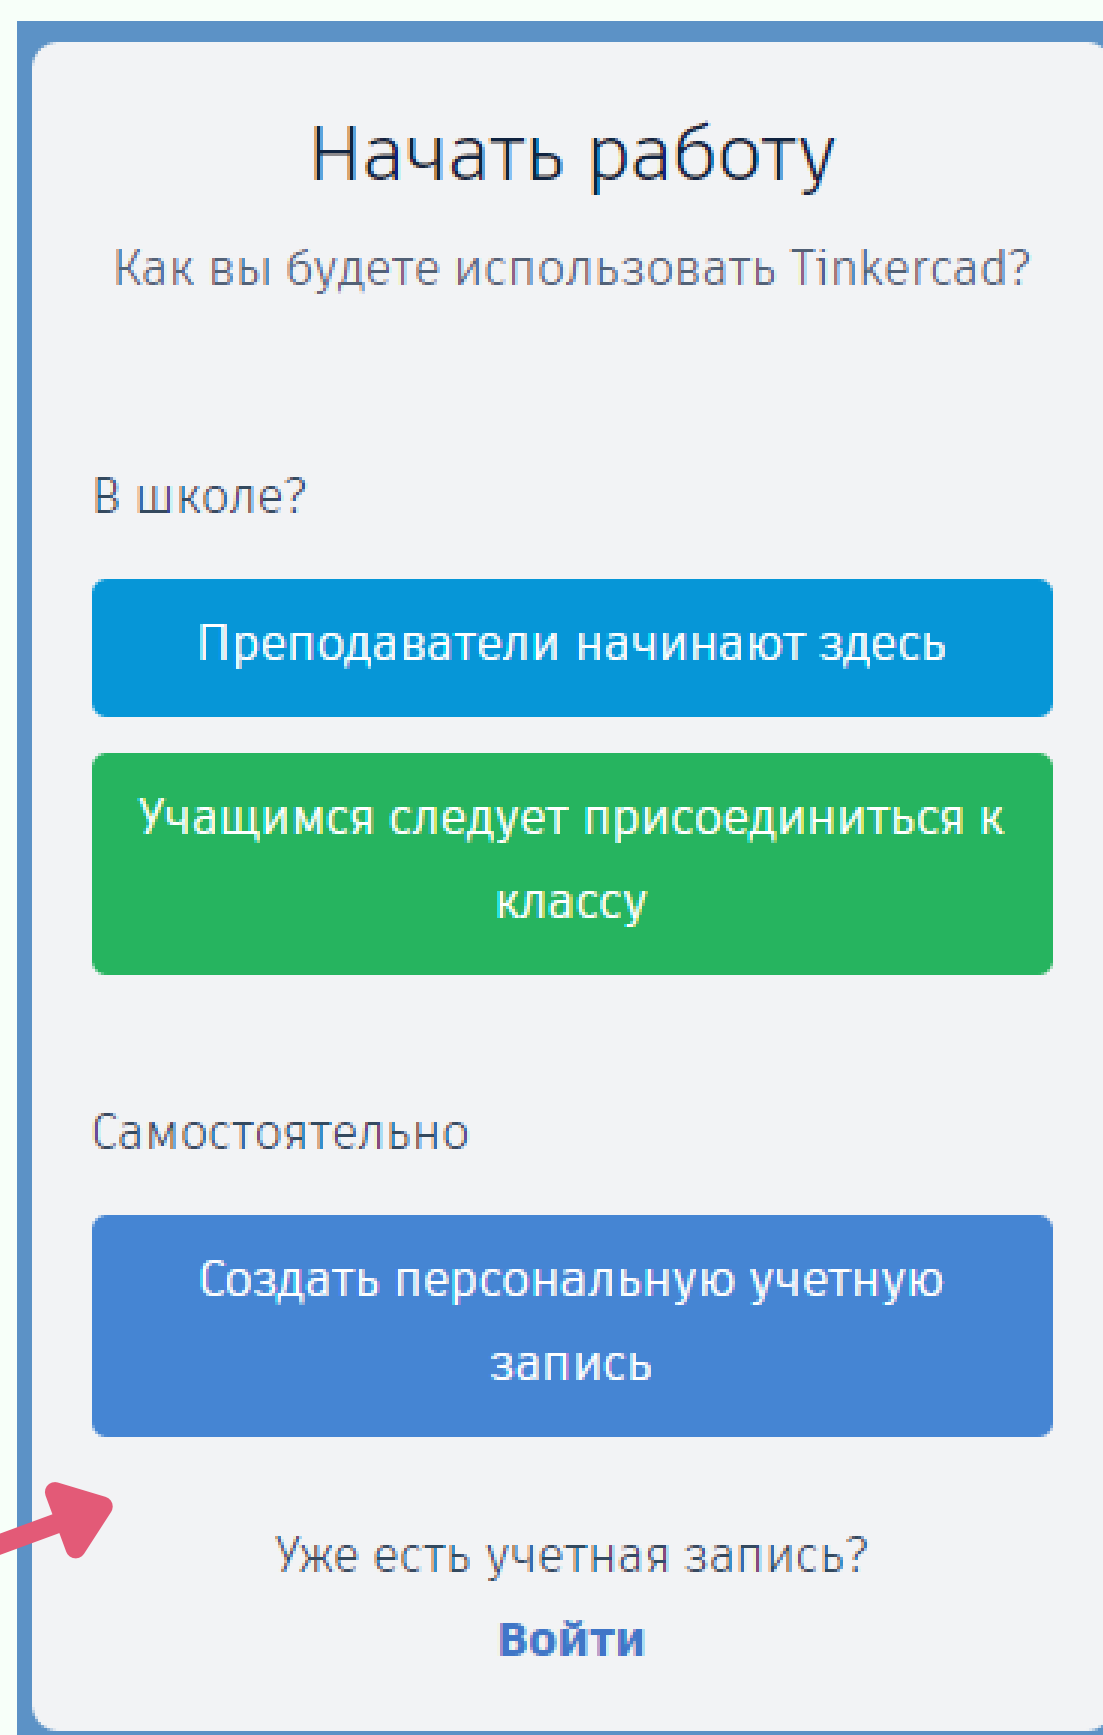 Начать работу
Как вы будете использовать Tinkercad?
В школе?
Преподаватели начинают здесь
Учащимся следует присоединиться к
классу
Самостоятельно
Создать персональную учетную
запись
Уже есть учетная запись?
Войти